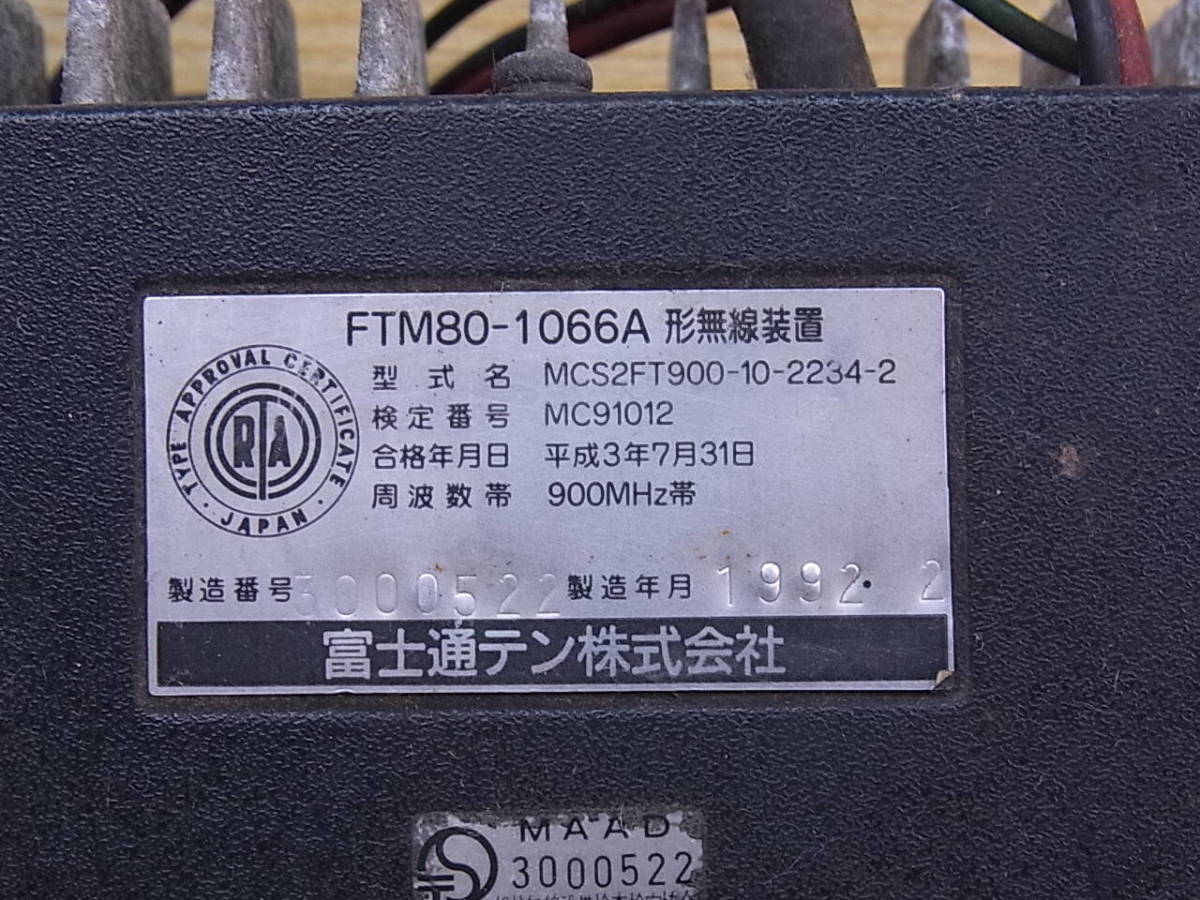 FTM80-1066A 形無線装置
型式名 MCS2FT900-10-2234-2
検定番号 MC91012
合格年月日 平成3年7月31日
周波数帯 900MHz帯
TYPE APPROVAL CERTIFICATE · JAPAN ·
RTA
製造番号 3000522 製造年月 1992. 2
富士通テン株式会社
MAAD
3000522